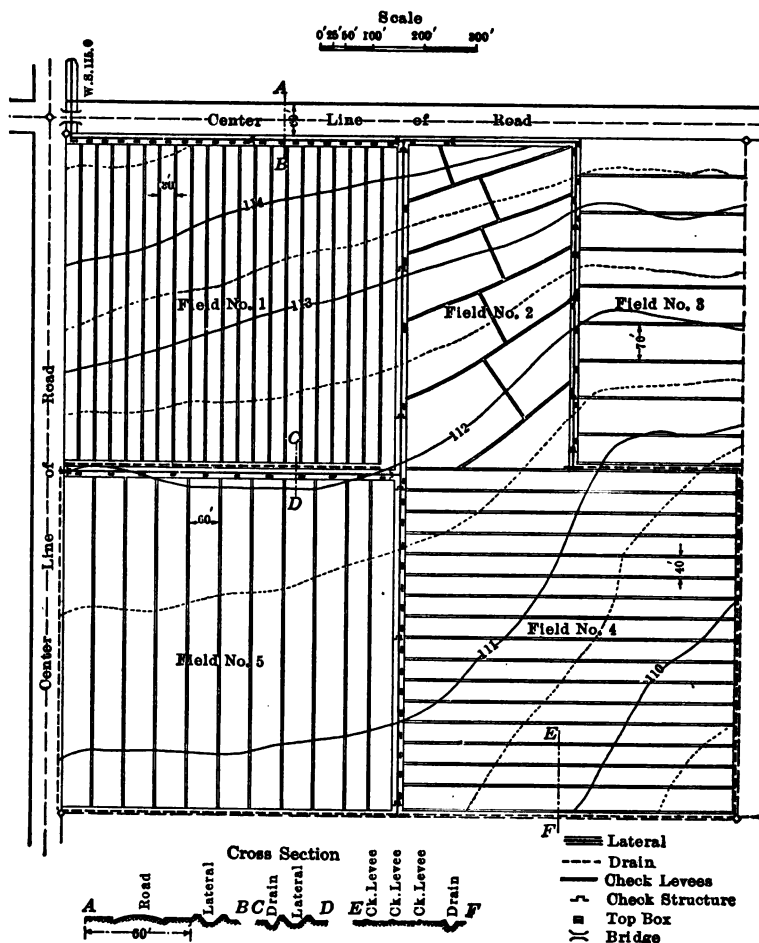 Scale
0' 25' 50' 100' 200' 300'
W.S. 115.0
A
Center Line of Road
60'
B
114
Field No. 1
113
Field No. 2
Field No. 3
70'
112
C
D
60'
40'
Center Line of Road
Field No. 5
Field No. 4
111
110
E
F
Cross Section
A Road Lateral B C Drain Lateral D E Ck. Levee Ck. Levee Ck. Levee Drain F
60'
Lateral
Drain
Check Levees
Check Structure
Top Box
Bridge